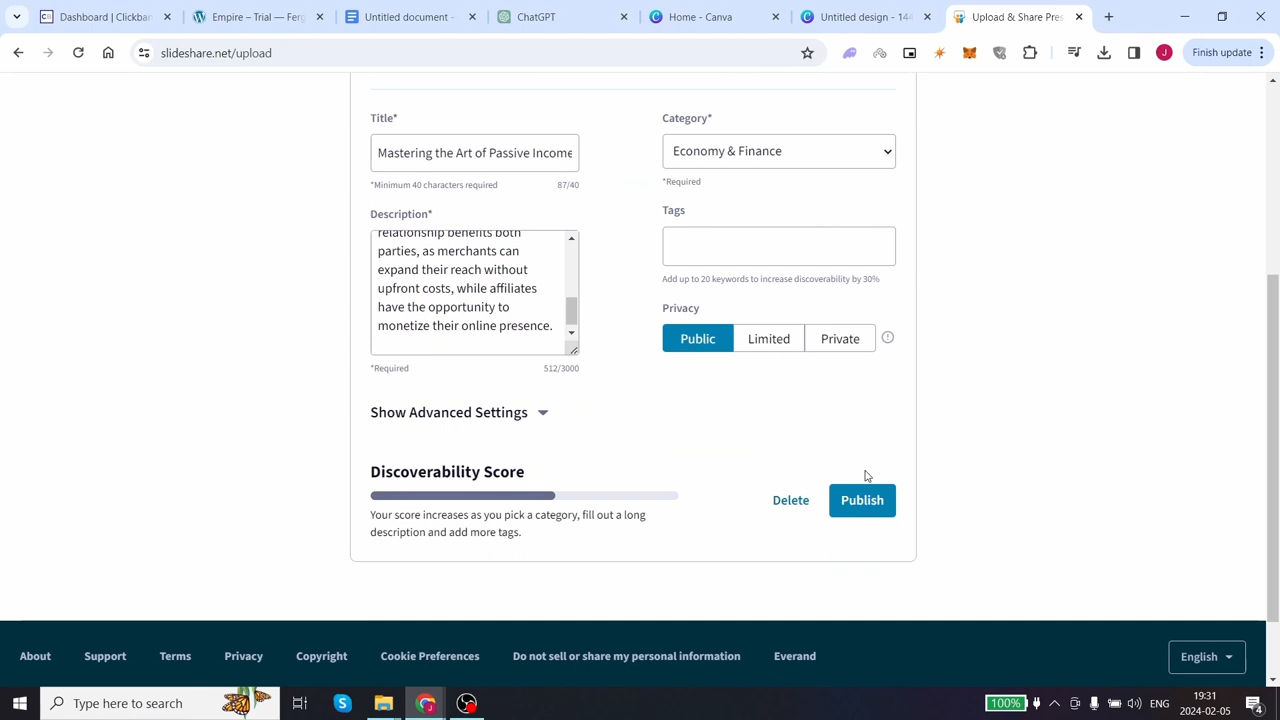 Dashboard | Clickban
Empire – Trial — Ferg
Untitled document -
ChatGPT
Home - Canva
Untitled design - 144
Upload & Share Pres
slideshare.net/upload
J
Finish update
Title*
Category*
Mastering the Art of Passive Income
Economy & Finance
*Minimum 40 characters required 87/40
*Required
Description*
Tags
relationship benefits both
parties, as merchants can
expand their reach without
upfront costs, while affiliates
have the opportunity to
monetize their online presence.
Add up to 20 keywords to increase discoverability by 30%
Privacy
Public Limited Private
*Required 512/3000
Show Advanced Settings
Discoverability Score
Your score increases as you pick a category, fill out a long
description and add more tags.
Delete Publish
About Support Terms Privacy Copyright Cookie Preferences Do not sell or share my personal information Everand
English
Type here to search
100%
ENG
19:31
2024-02-05
4